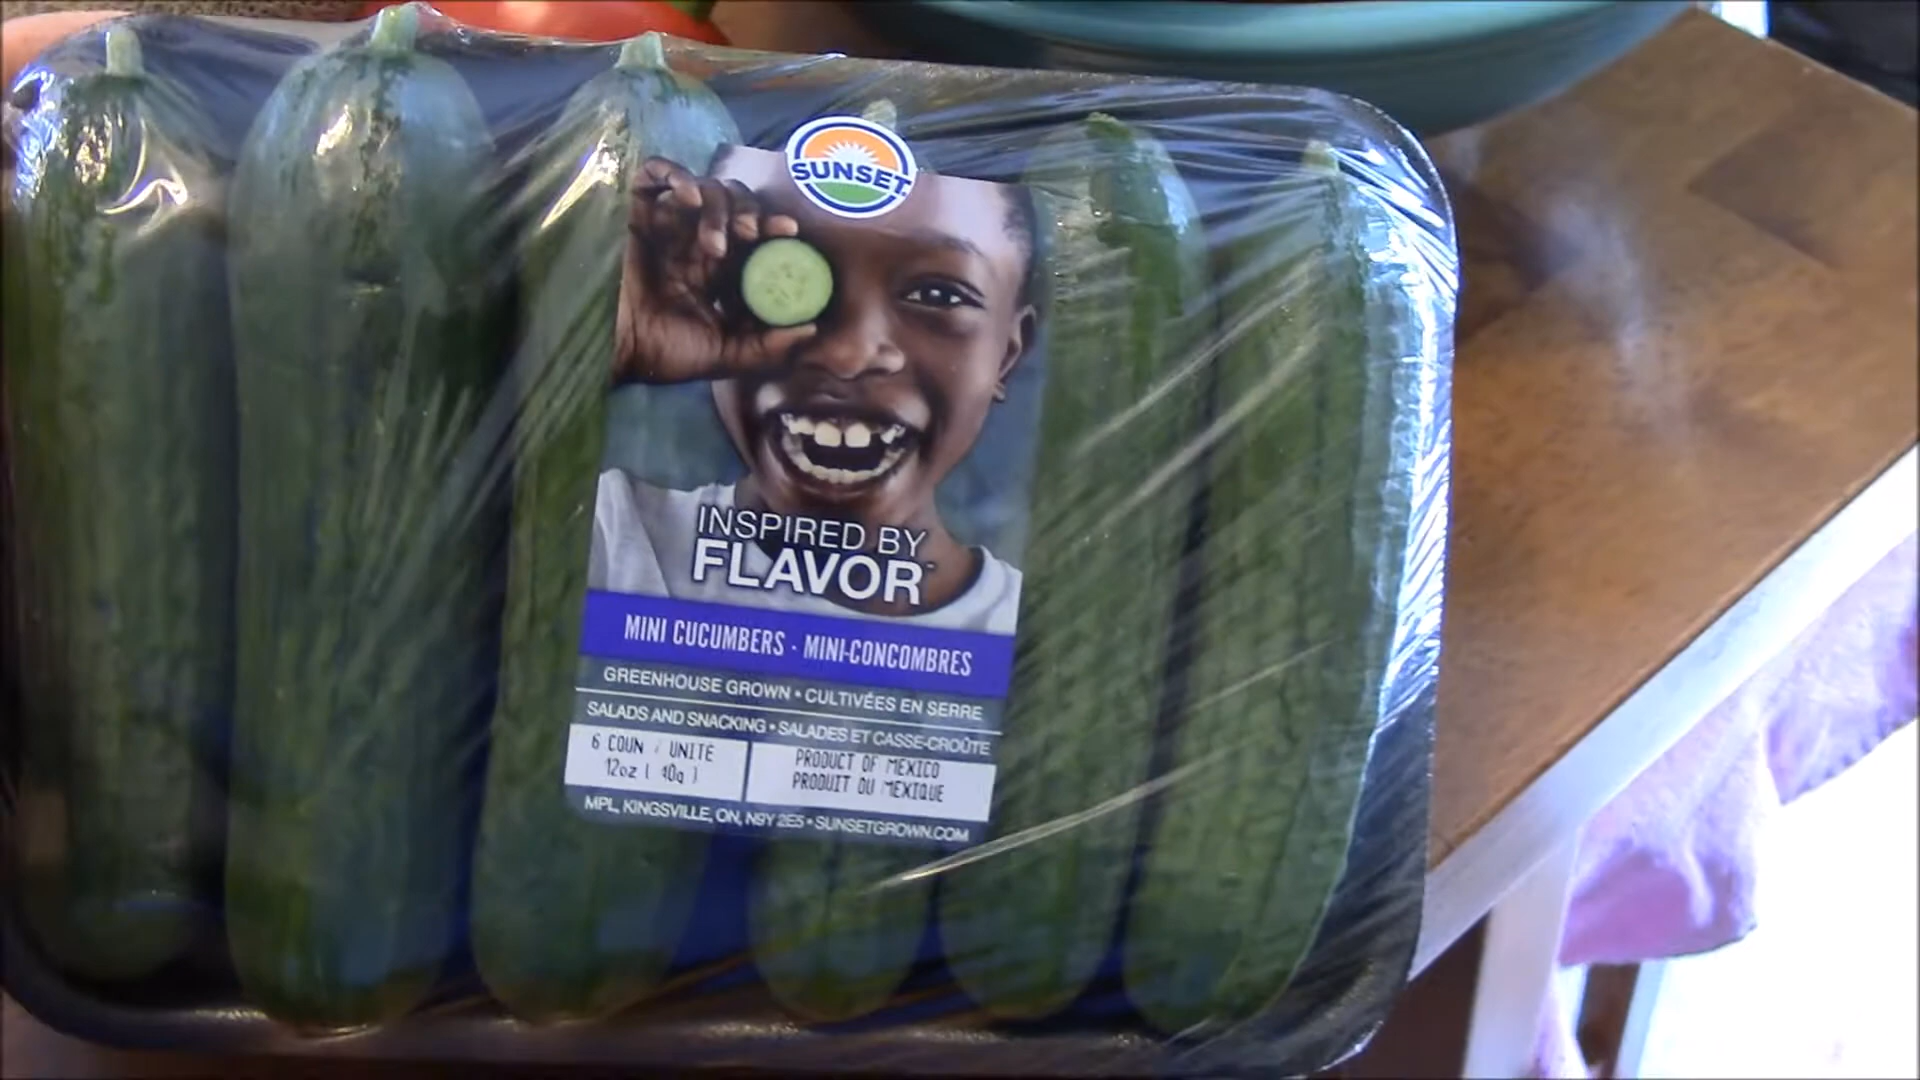 SUNSET
INSPIRED BY
FLAVOR™
MINI CUCUMBERS · MINI-CONCOMBRES
GREENHOUSE GROWN • CULTIVÉES EN SERRE
SALADS AND SNACKING • SALADES ET CASSE-CROÛTE
6 COUN / UNITE
12oz ( 40g )
PRODUCT OF MEXICO
PRODUIT DU MEXIQUE
MPL, KINGSVILLE, ON, N9Y 2E5 • SUNSETGROWN.COM